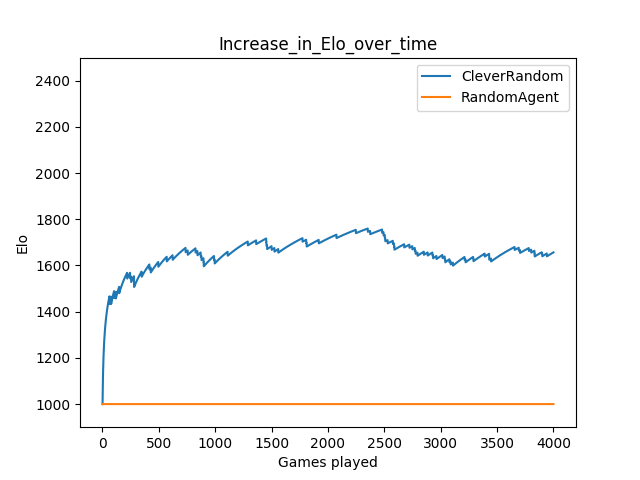 Increase_in_Elo_over_time
CleverRandom
RandomAgent
2400
2200
2000
1800
1600
1400
1200
1000
Elo
0 500 1000 1500 2000 2500 3000 3500 4000
Games played